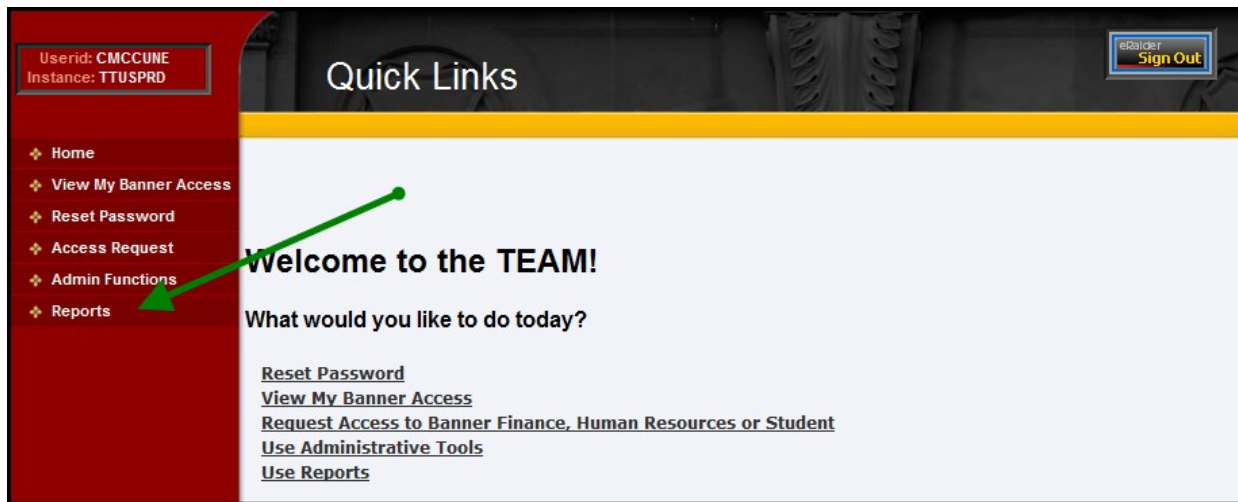 Userid: CMCCUNE
Instance: TTUSPRD
Quick Links
eRaider
Sign Out
Home
View My Banner Access
Reset Password
Access Request
Admin Functions
Reports
Welcome to the TEAM!
What would you like to do today?
Reset Password
View My Banner Access
Request Access to Banner Finance, Human Resources or Student
Use Administrative Tools
Use Reports